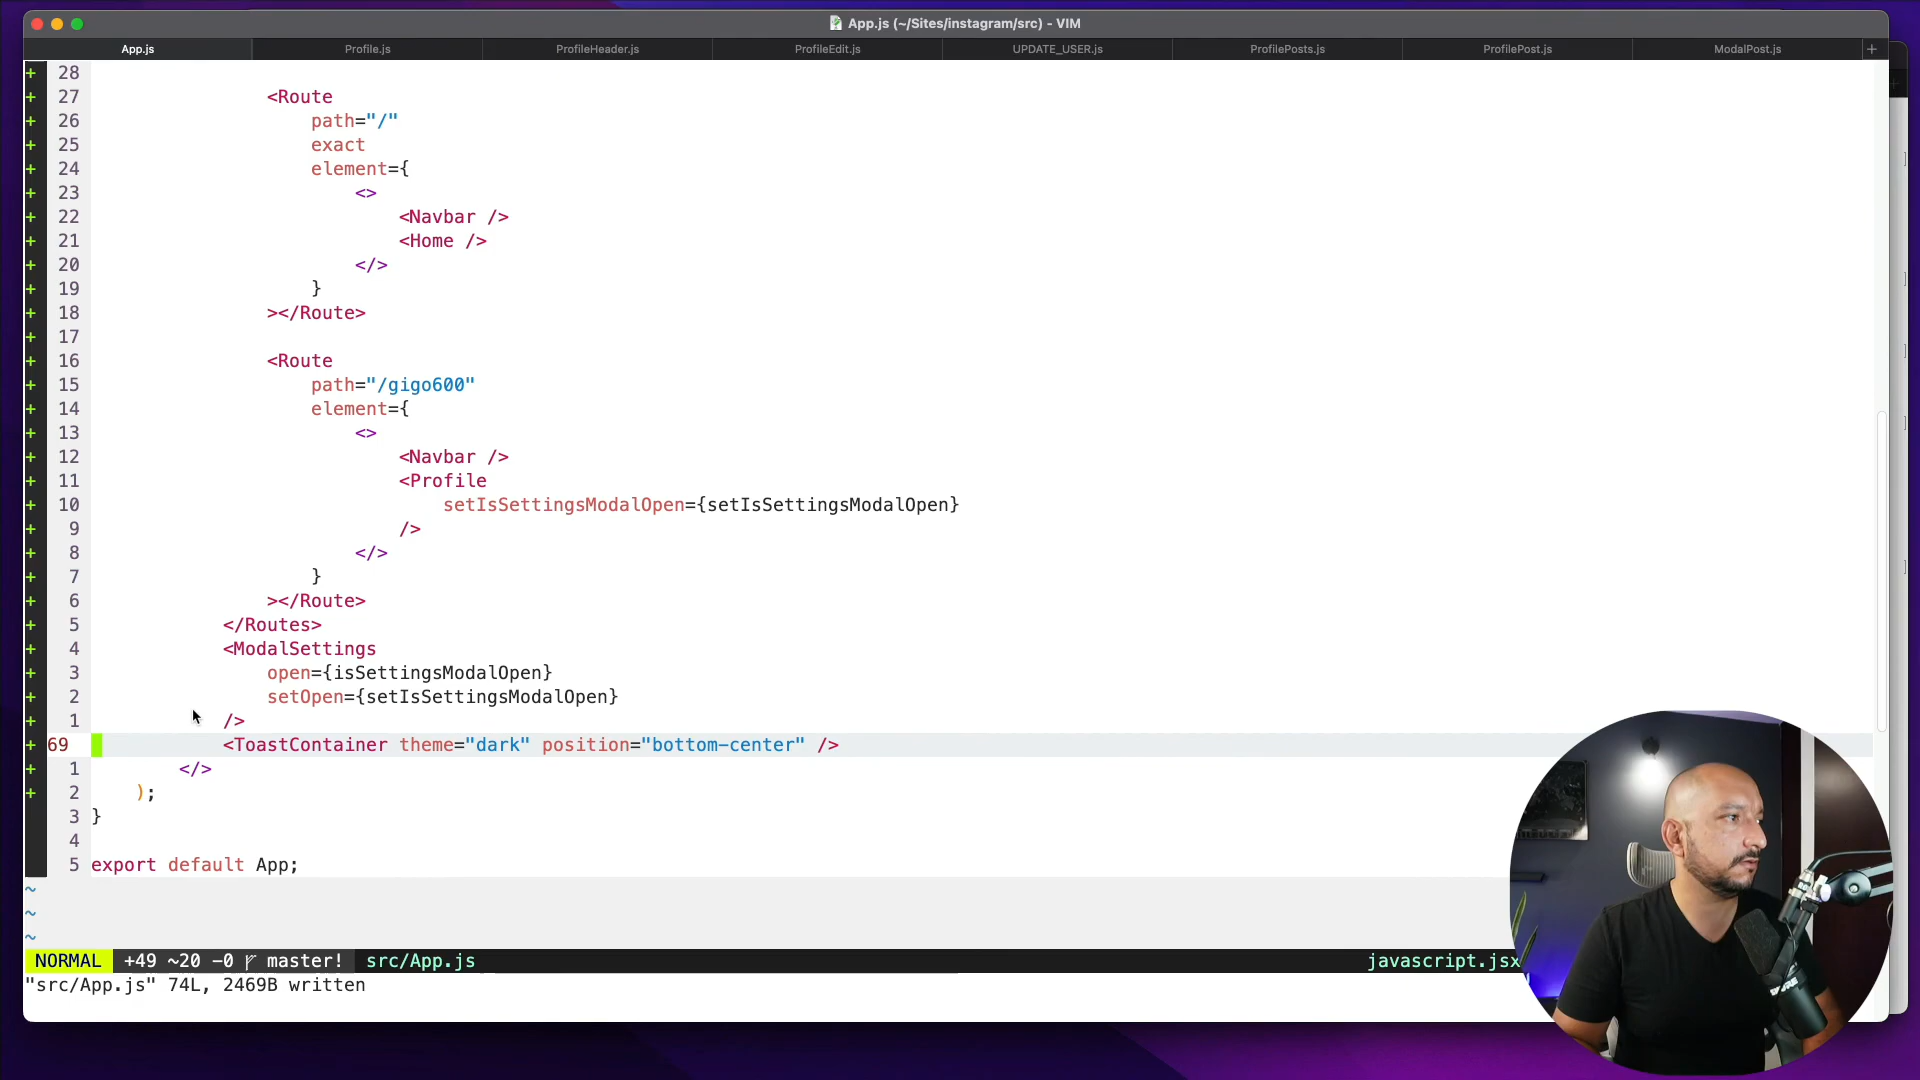 App.js (~/Sites/instagram/src) - VIM
App.js Profile.js ProfileHeader.js ProfileEdit.js UPDATE_USER.js ProfilePosts.js ProfilePost.js ModalPost.js +
+ 28
+ 27 <Route
+ 26 path="/"
+ 25 exact
+ 24 element={
+ 23 <>
+ 22 <Navbar />
+ 21 <Home />
+ 20 </>
+ 19 }
+ 18 ></Route>
+ 17
+ 16 <Route
+ 15 path="/gigo600"
+ 14 element={
+ 13 <>
+ 12 <Navbar />
+ 11 <Profile
+ 10 setIsSettingsModalOpen={setIsSettingsModalOpen}
+ 9 />
+ 8 </>
+ 7 }
+ 6 ></Route>
+ 5 </Routes>
+ 4 <ModalSettings
+ 3 open={isSettingsModalOpen}
+ 2 setOpen={setIsSettingsModalOpen}
+ 1 />
+ 69 <ToastContainer theme="dark" position="bottom-center" />
+ 1 </>
+ 2 );
3 }
4
5 export default App;
~
~
~
NORMAL +49 ~20 -0 master! src/App.js javascript.jsx
"src/App.js" 74L, 2469B written